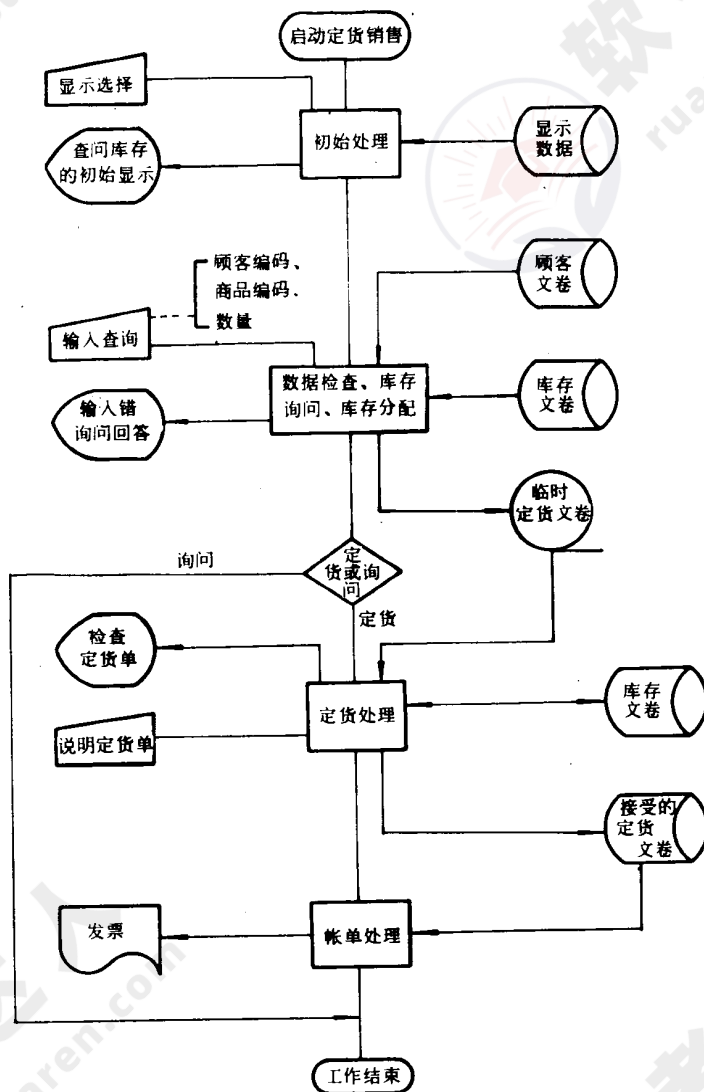 启动定货销售
显示选择
初始处理
显示
数据
查问库存
的初始显示
顾客编码、
商品编码、
数量
顾客
文卷
输入查询
数据检查、库存
询问、库存分配
库存
文卷
输入错
询问回答
临时
定货文卷
询问
定
货或询
问
定货
检查
定货单
定货处理
库存
文卷
说明定货单
接受的
定货
文卷
发票
帐单处理
工作结束